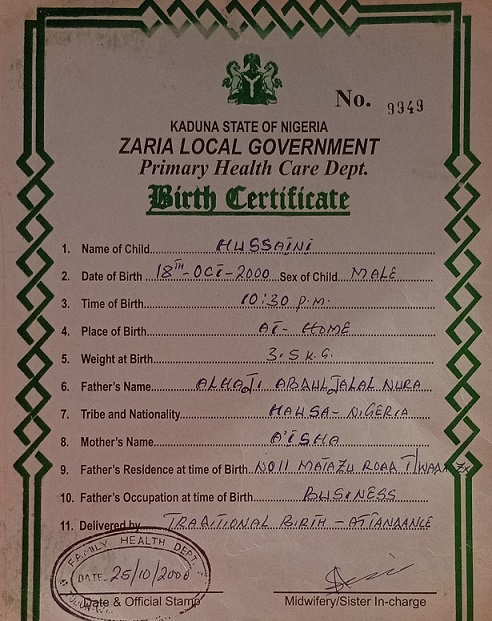 No. 9949
KADUNA STATE OF NIGERIA
ZARIA LOCAL GOVERNMENT
Primary Health Care Dept.
Birth Certificate
1. Name of Child HUSSAINI
2. Date of Birth 18TH-OCT-2000 Sex of Child MALE
3. Time of Birth 10:30 P.M.
4. Place of Birth AT-HOME
5. Weight at Birth 3.5 K.G.
6. Father's Name ALHAJI ABDULJALAL NURA
7. Tribe and Nationality HAUSA-NIGERIA
8. Mother's Name A'ISHA
9. Father's Residence at time of Birth NO11 MATAZU ROAD T/WADA
10. Father's Occupation at time of Birth BUSINESS
11. Delivered by TRADITIONAL BIRTH-ATTANDANCE
FAMILY HEALTH DEPT.
DATE 25/10/2000
Date & Official Stamp Midwifery/Sister In-charge